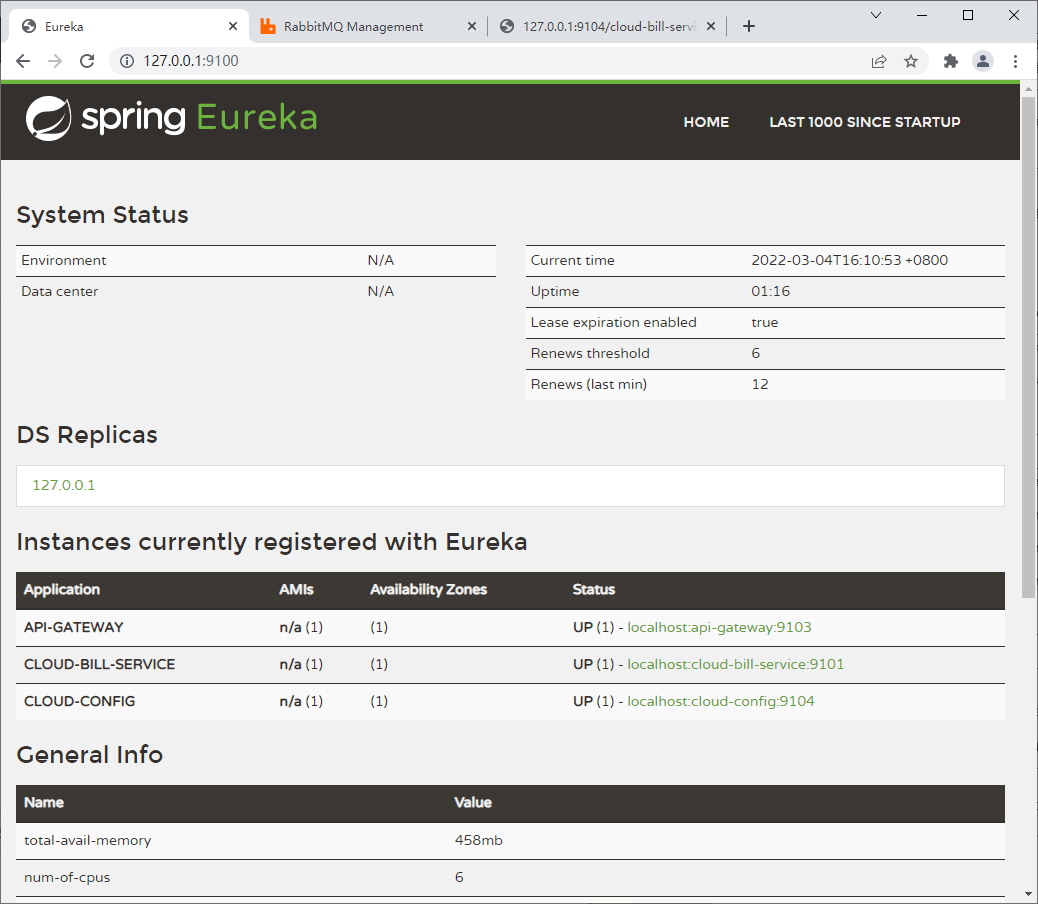 Eureka
RabbitMQ Management
127.0.0.1:9104/cloud-bill-servi
127.0.0.1:9100
spring Eureka
HOME LAST 1000 SINCE STARTUP
System Status
Environment N/A
Data center N/A
Current time 2022-03-04T16:10:53 +0800
Uptime 01:16
Lease expiration enabled true
Renews threshold 6
Renews (last min) 12
DS Replicas
127.0.0.1
Instances currently registered with Eureka
Application AMIs Availability Zones Status
API-GATEWAY n/a (1) (1) UP (1) - localhost:api-gateway:9103
CLOUD-BILL-SERVICE n/a (1) (1) UP (1) - localhost:cloud-bill-service:9101
CLOUD-CONFIG n/a (1) (1) UP (1) - localhost:cloud-config:9104
General Info
Name Value
total-avail-memory 458mb
num-of-cpus 6